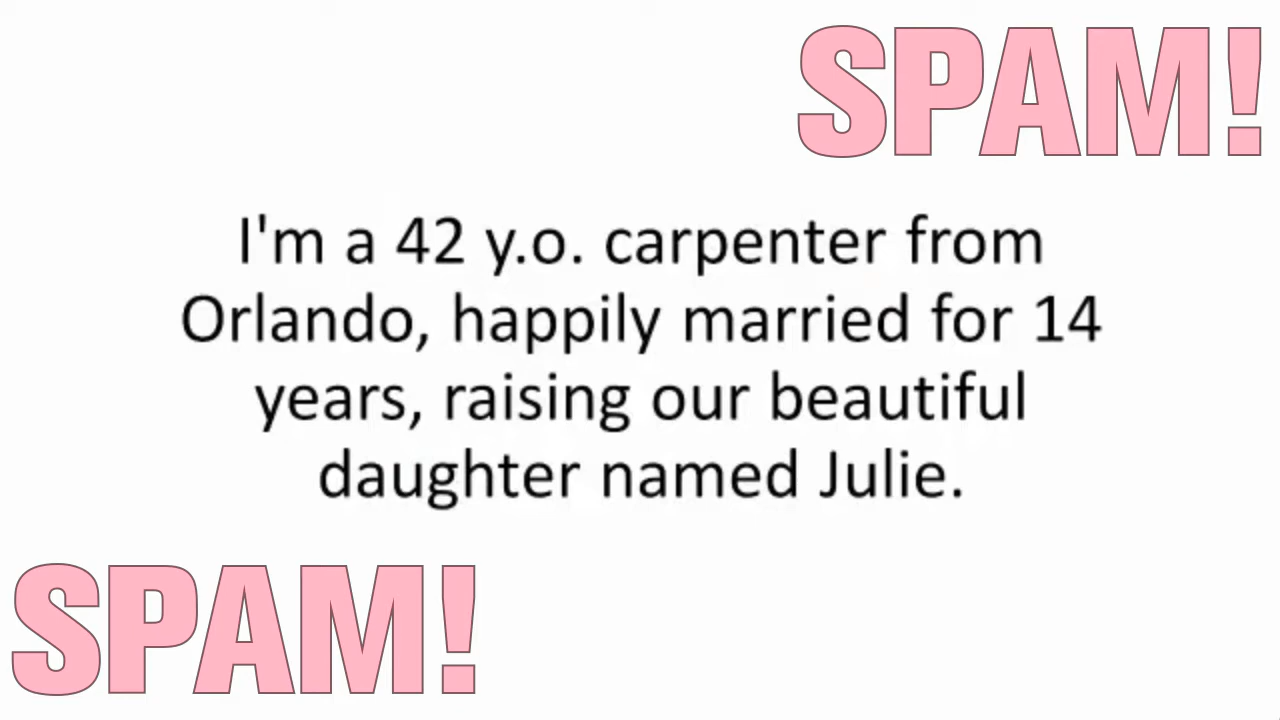 SPAM!
I'm a 42 y.o. carpenter from
Orlando, happily married for 14
years, raising our beautiful
daughter named Julie.
SPAM!